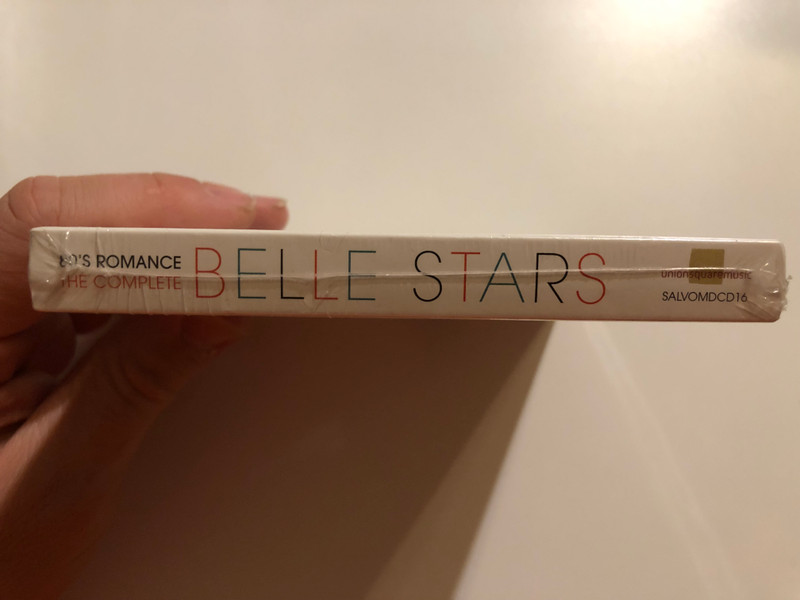 80'S ROMANCE
THE COMPLETE
BELLE STARS
unionsquaremusic
SALVOMDCD16